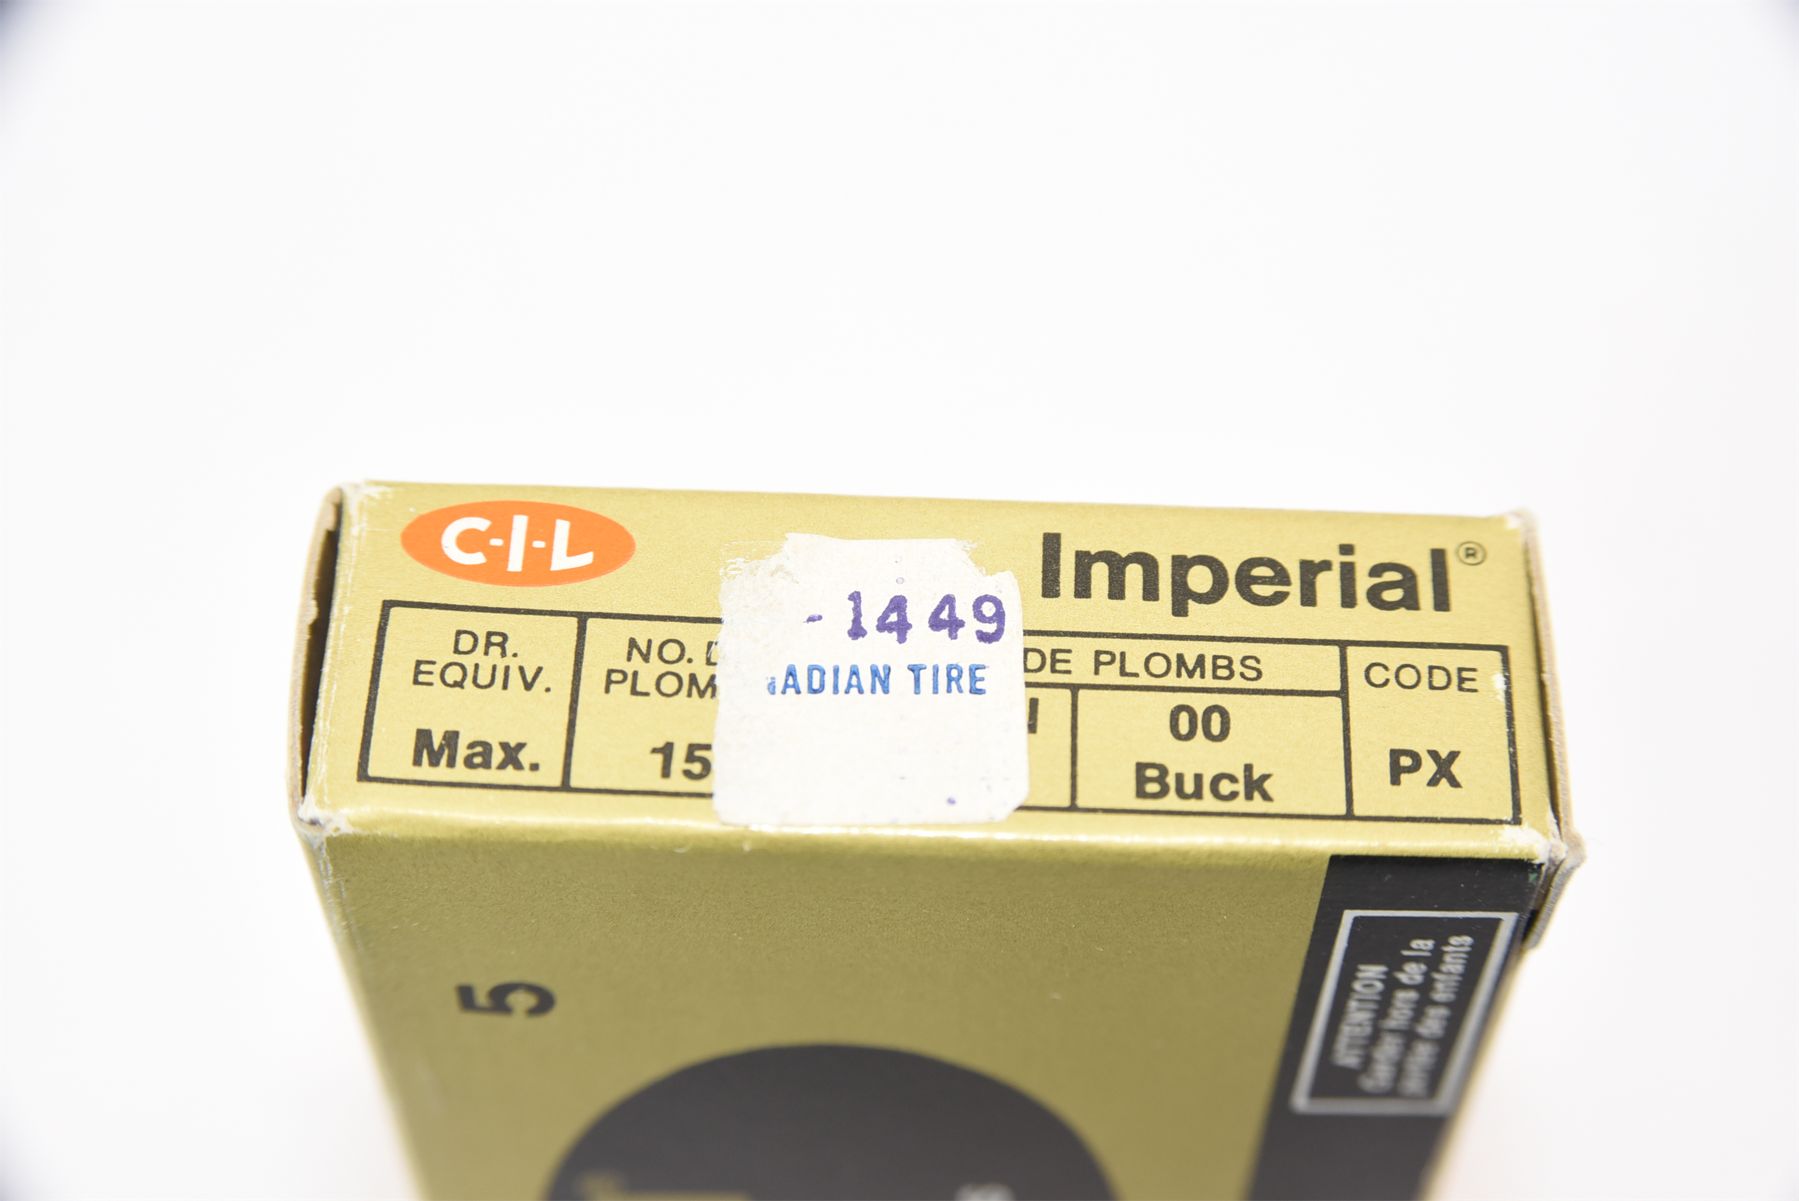 C-I-L
Imperial®
-1449
ADIAN TIRE
DR.
EQUIV.
Max.
NO.
PLOM
15
DE PLOMBS
00
Buck
CODE
PX
5
ATTENTION
Garder hors de la
portée des enfants